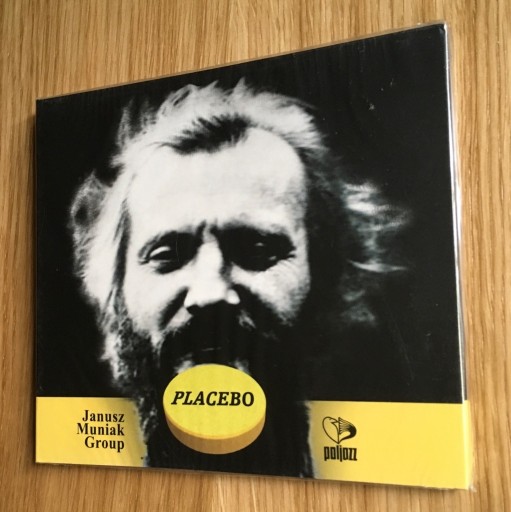 PLACEBO
Janusz
Muniak
Group
poljazz